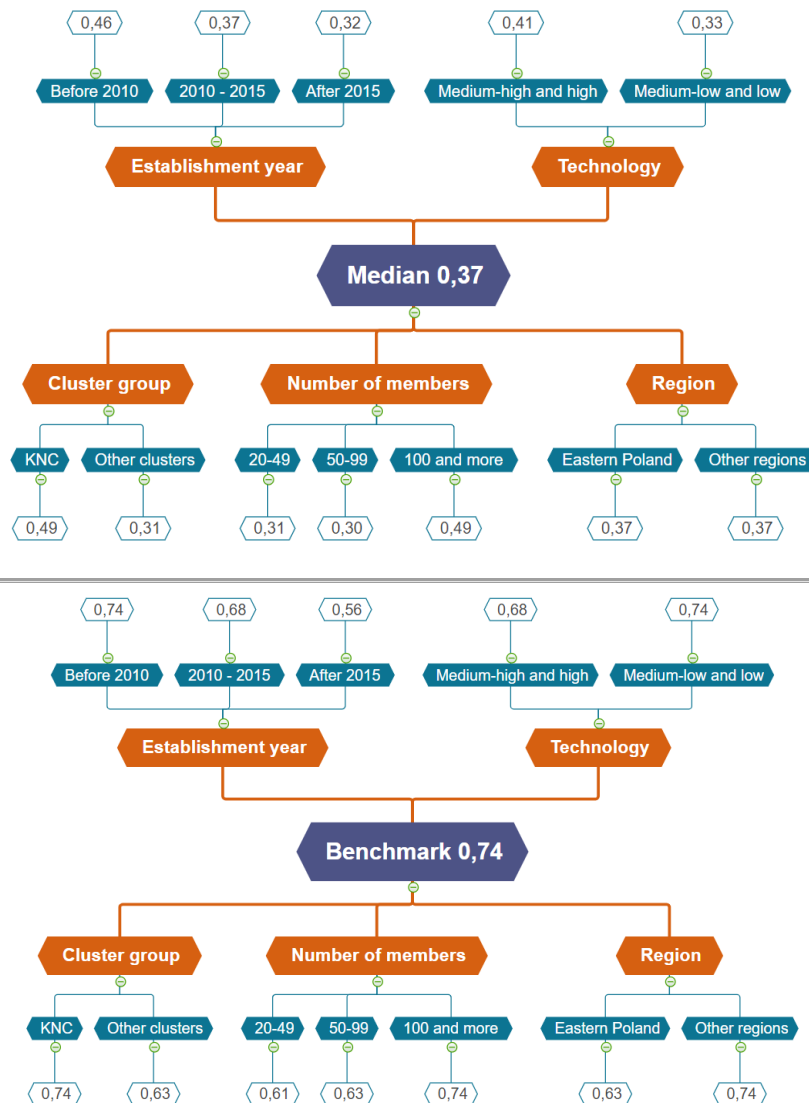 0,46 0,37 0,32 0,41 0,33
Before 2010 2010 - 2015 After 2015 Medium-high and high Medium-low and low
Establishment year Technology
Median 0,37
Cluster group Number of members Region
KNC Other clusters 20-49 50-99 100 and more Eastern Poland Other regions
0,49 0,31 0,31 0,30 0,49 0,37 0,37
0,74 0,68 0,56 0,68 0,74
Before 2010 2010 - 2015 After 2015 Medium-high and high Medium-low and low
Establishment year Technology
Benchmark 0,74
Cluster group Number of members Region
KNC Other clusters 20-49 50-99 100 and more Eastern Poland Other regions
0,74 0,63 0,61 0,63 0,74 0,63 0,74